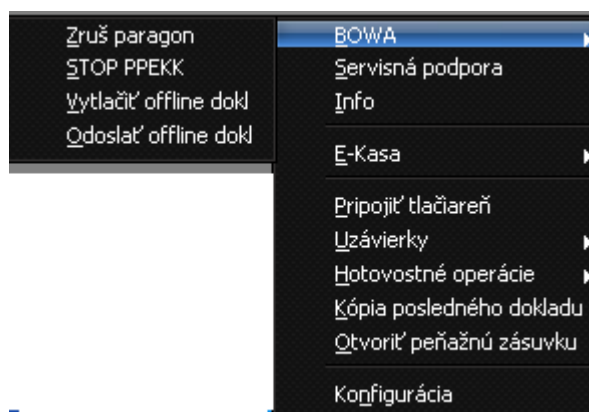 Zruš paragon
STOP PPEKK
Vytlačiť offline dokl
Odoslať offline dokl
BOWA
Servisná podpora
Info
E-Kasa
Pripojiť tlačiareň
Uzávierky
Hotovostné operácie
Kópia posledného dokladu
Otvoriť peňažnú zásuvku
Konfigurácia